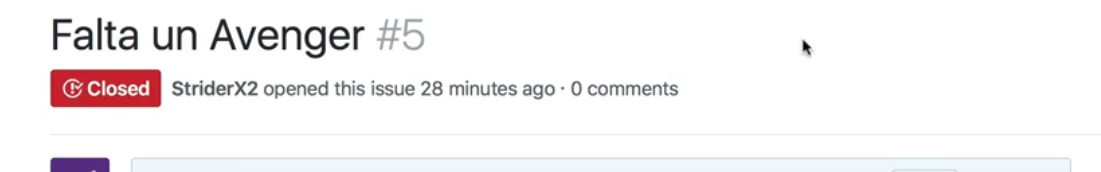 Falta un Avenger #5
Closed StriderX2 opened this issue 28 minutes ago · 0 comments